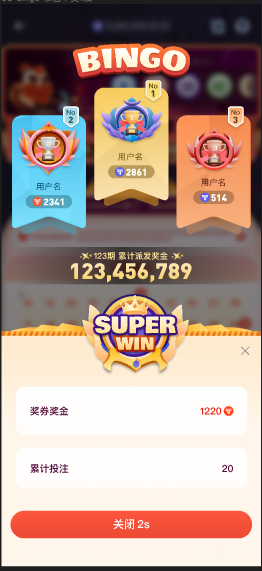 BINGO
No
1
No
2
No
3
用户名
2861
用户名
2341
用户名
514
123期 累计派发奖金
123,456,789
SUPER
WIN
奖券奖金
1220
累计投注
20
关闭 2s